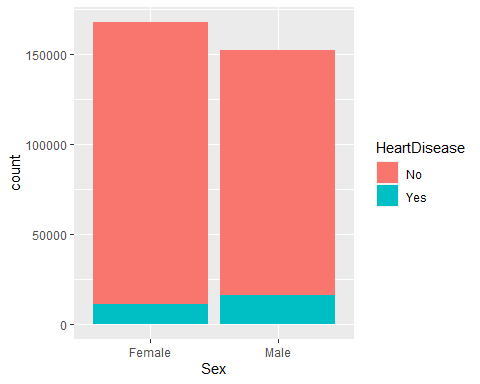 150000
100000
50000
0
count
Female
Male
Sex
HeartDisease
No
Yes